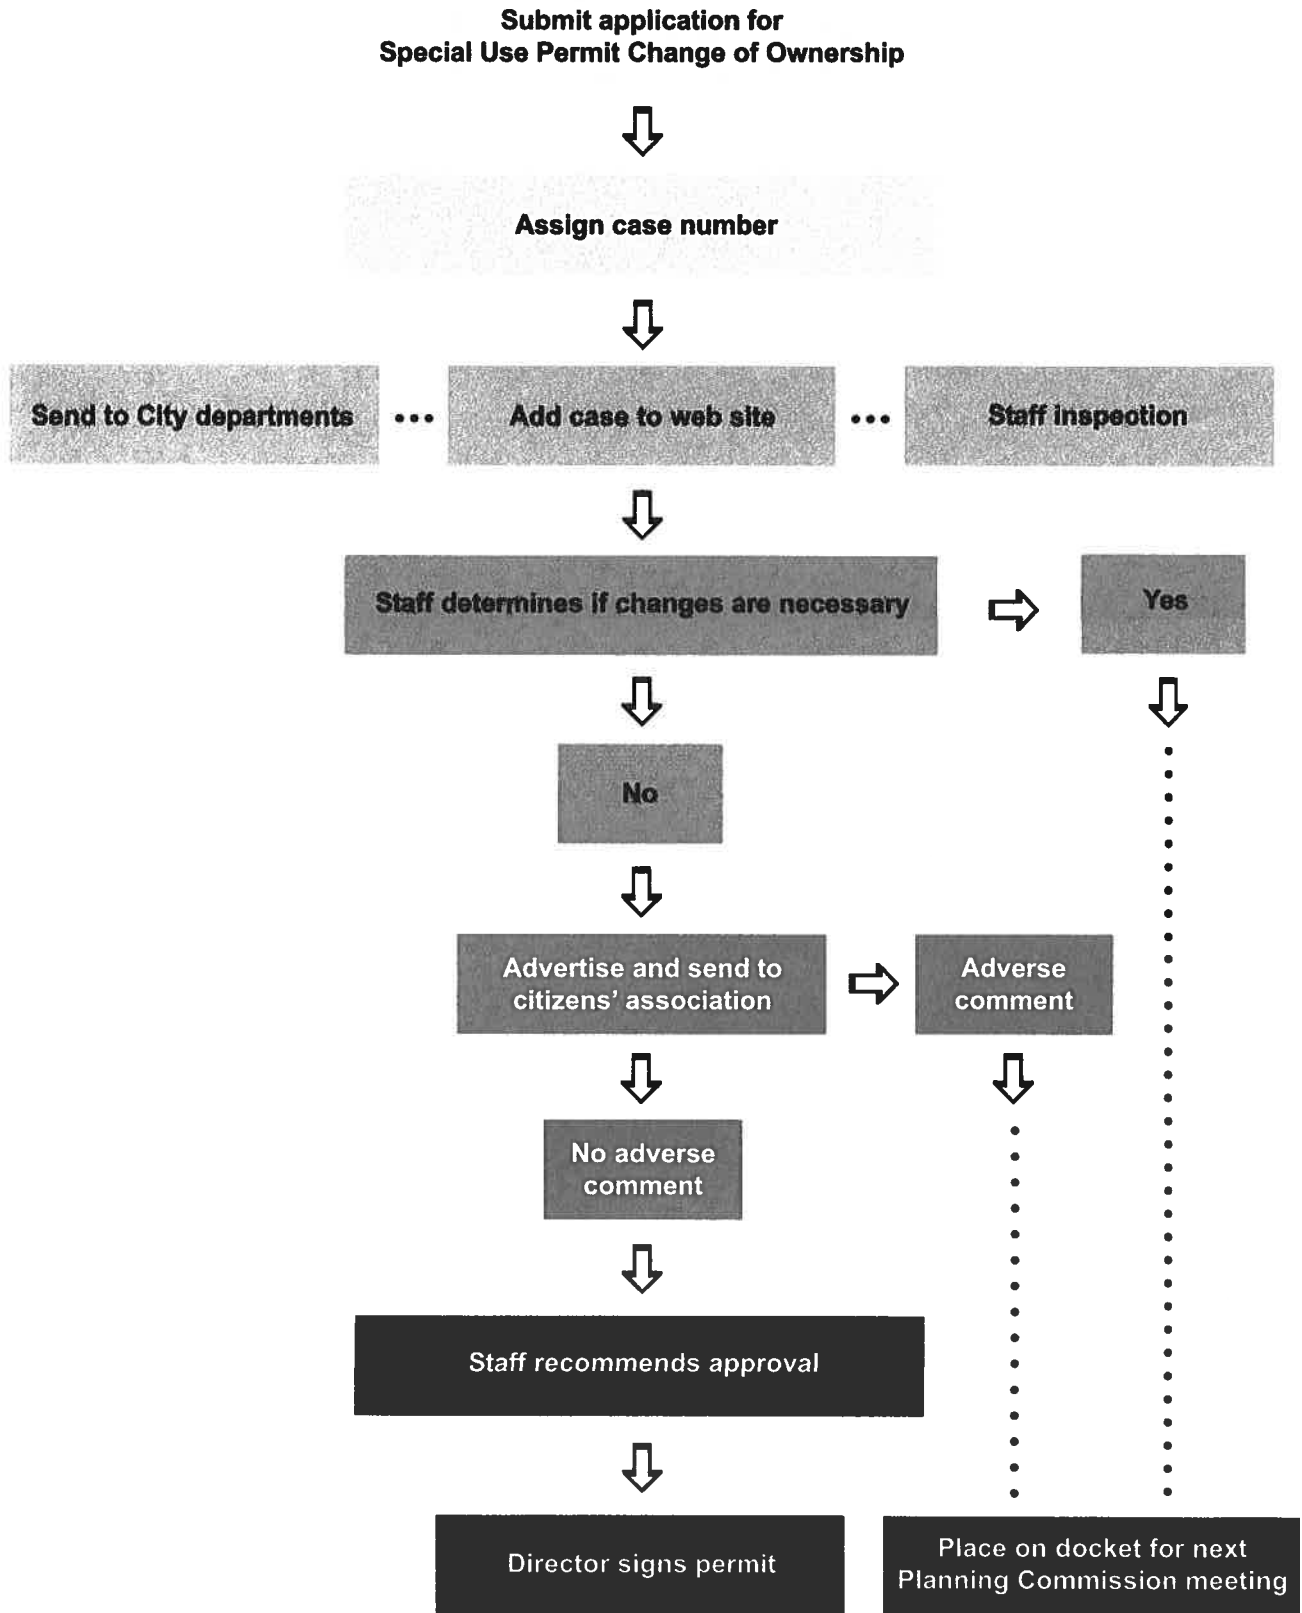 Submit application for
Special Use Permit Change of Ownership
Assign case number
Send to City departments ••• Add case to web site ••• Staff inspection
Staff determines if changes are necessary
Yes
No
Advertise and send to
citizens’ association
Adverse
comment
No adverse
comment
Staff recommends approval
Director signs permit
Place on docket for next
Planning Commission meeting